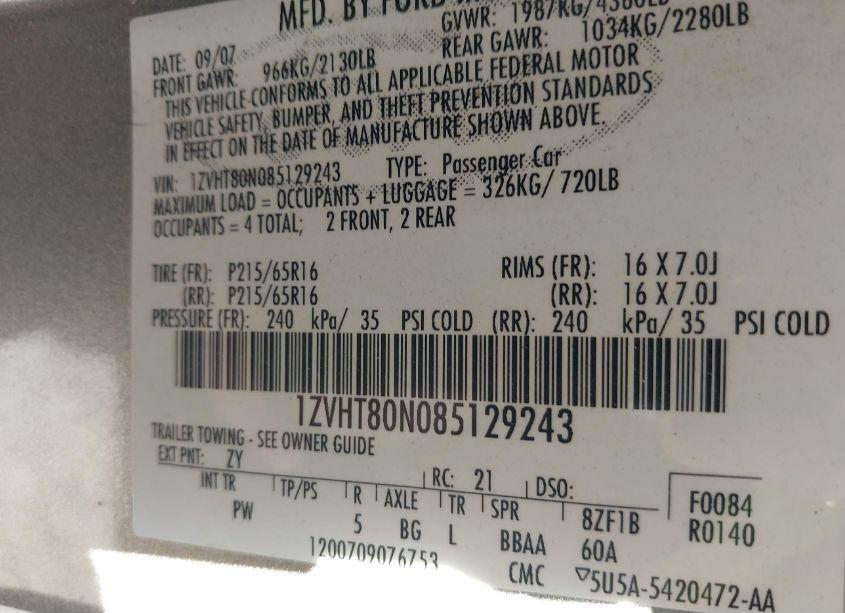 MFD. BY FORD
DATE: 09/07 GVWR: 1987KG/4380LB
FRONT GAWR: 966KG/2130LB REAR GAWR: 1034KG/2280LB
THIS VEHICLE CONFORMS TO ALL APPLICABLE FEDERAL MOTOR
VEHICLE SAFETY, BUMPER, AND THEFT PREVENTION STANDARDS
IN EFFECT ON THE DATE OF MANUFACTURE SHOWN ABOVE.
VIN: 1ZVHT80N085129243 TYPE: Passenger Car
MAXIMUM LOAD = OCCUPANTS + LUGGAGE = 326KG/ 720LB
OCCUPANTS = 4 TOTAL; 2 FRONT, 2 REAR
TIRE (FR): P215/65R16 RIMS (FR): 16 X 7.0J
(RR): P215/65R16 (RR): 16 X 7.0J
PRESSURE (FR): 240 kPa/ 35 PSI COLD (RR): 240 kPa/ 35 PSI COLD
1ZVHT80N085129243
TRAILER TOWING - SEE OWNER GUIDE
EXT PNT: ZY RC: 21 DSO: F0084
INT TR TP/PS R AXLE TR SPR 8ZF1B R0140
PW 5 BG L BBAA 60A
1200709076753 CMC ▽5U5A-5420472-AA